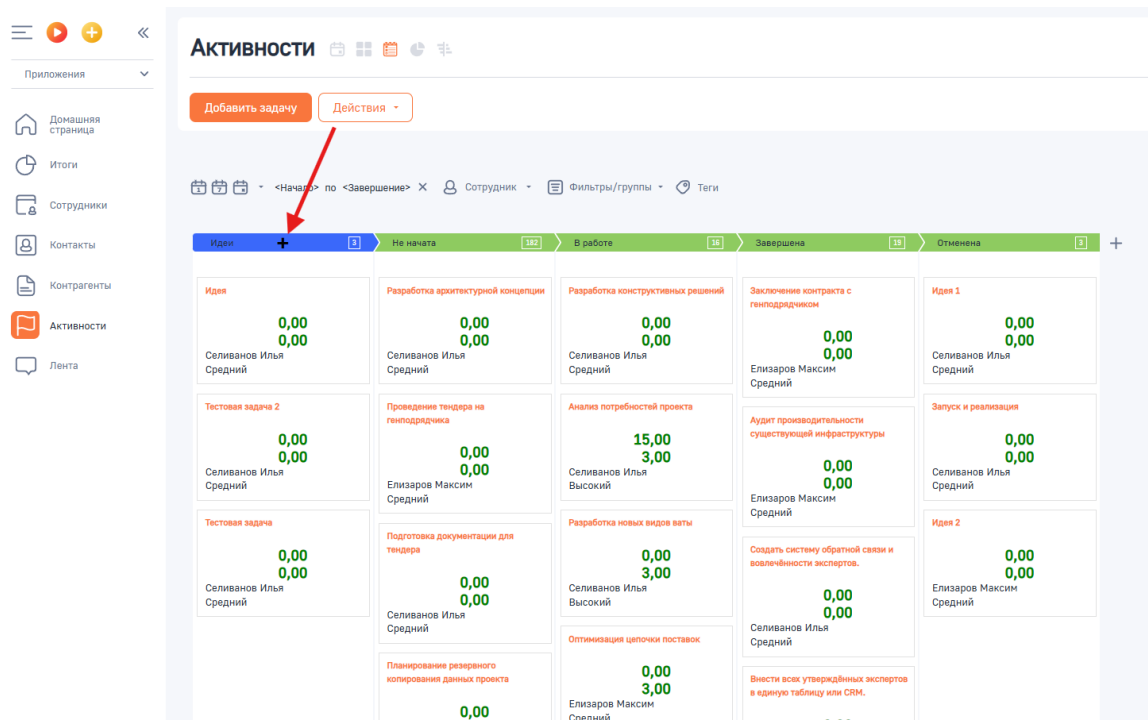 Приложения
Домашняя
страница
Итоги
Сотрудники
Контакты
Контрагенты
Активности
Лента
Активности
Добавить задачу
Действия
<Начало> по <Завершение>
Сотрудник
Фильтры/группы
Теги
Идеи 3
Не начата 182
В работе 16
Завершена 19
Отменена 3
Идея
0,00
0,00
Селиванов Илья
Средний
Тестовая задача 2
0,00
0,00
Селиванов Илья
Средний
Тестовая задача
0,00
0,00
Селиванов Илья
Средний
Разработка архитектурной концепции
0,00
0,00
Селиванов Илья
Средний
Проведение тендера на
генподрядчика
0,00
0,00
Елизаров Максим
Средний
Подготовка документации для
тендера
0,00
0,00
Селиванов Илья
Средний
Планирование резервного
копирования данных проекта
0,00
Разработка конструктивных решений
0,00
0,00
Селиванов Илья
Средний
Анализ потребностей проекта
15,00
3,00
Селиванов Илья
Высокий
Разработка новых видов ваты
0,00
3,00
Селиванов Илья
Высокий
Оптимизация цепочки поставок
0,00
3,00
Елизаров Максим
Средний
Заключение контракта с
генподрядчиком
0,00
0,00
Елизаров Максим
Средний
Аудит производительности
существующей инфраструктуры
0,00
0,00
Елизаров Максим
Средний
Создать систему обратной связи и
вовлечённости экспертов.
0,00
0,00
Селиванов Илья
Средний
Внести всех утверждённых экспертов
в единую таблицу или CRM.
Идея 1
0,00
0,00
Селиванов Илья
Средний
Запуск и реализация
0,00
0,00
Селиванов Илья
Средний
Идея 2
0,00
0,00
Елизаров Максим
Средний